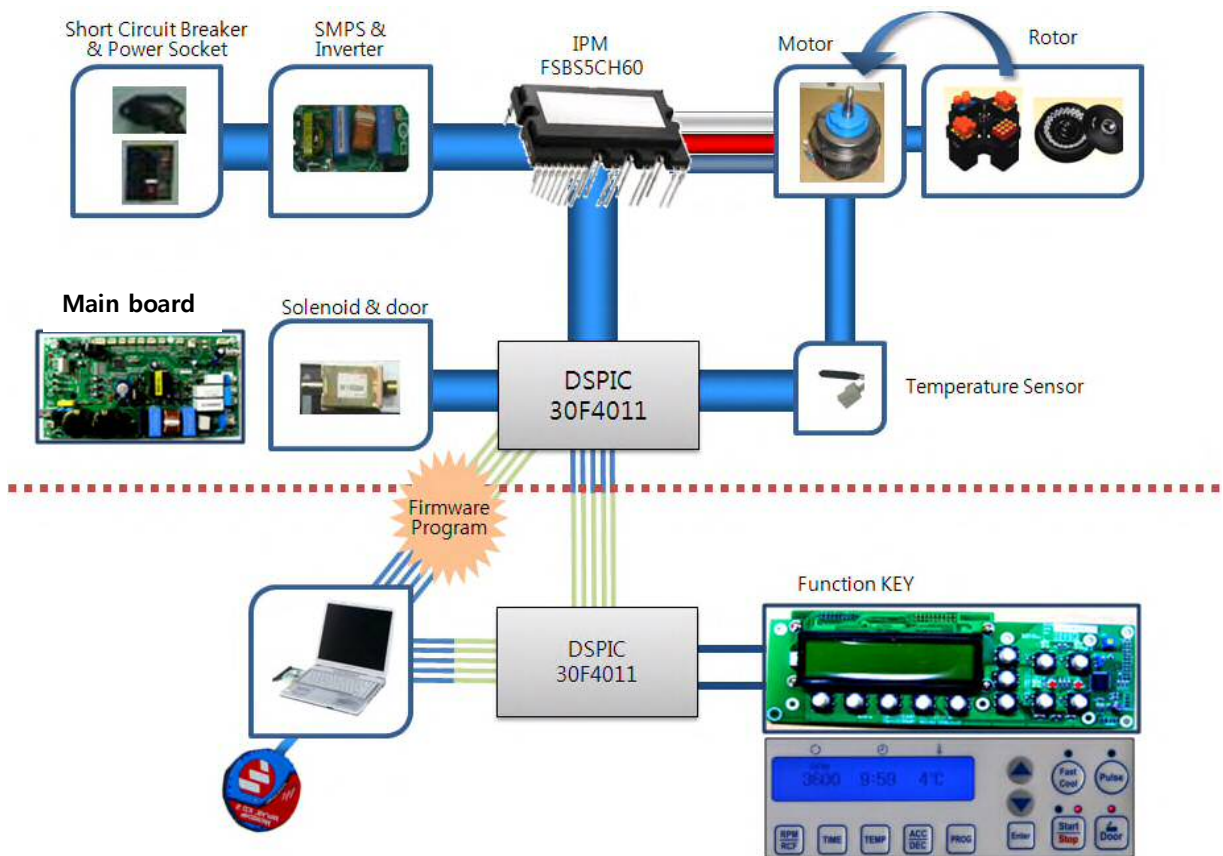 Short Circuit Breaker
& Power Socket
SMPS &
Inverter
IPM
FSBS5CH60
Motor
Rotor
Main board
Solenoid & door
DSPIC
30F4011
Temperature Sensor
Firmware
Program
Function KEY
DSPIC
30F4011
3600 9:59 4℃
Fast
Cool
Pulse
RPM
RCF
TIME
TEMP
ACC
DEC
PROG
Enter
Start
Stop
Door